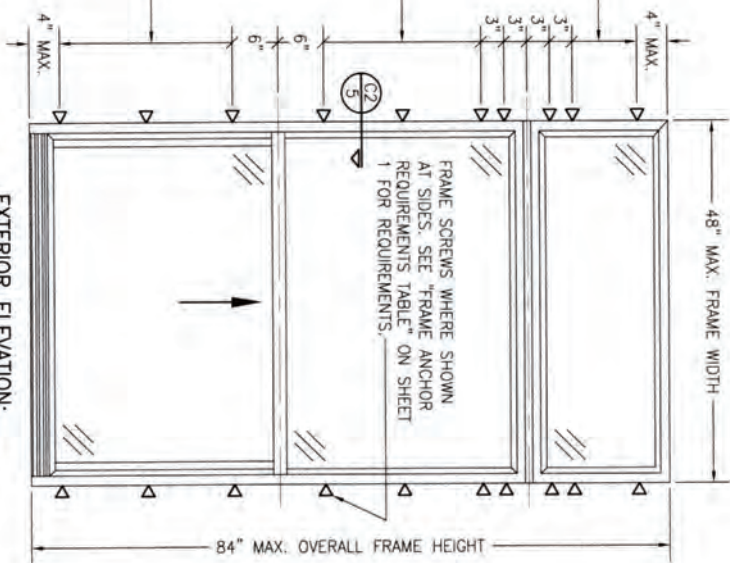 4" MAX.
6"
6"
3"
3"
3"
3"
4" MAX.
C2
5
FRAME SCREWS WHERE SHOWN
AT SIDES. SEE "FRAME ANCHOR
REQUIREMENTS TABLE" ON SHEET
1 FOR REQUIREMENTS.
48" MAX. FRAME WIDTH
84" MAX. OVERALL FRAME HEIGHT
EXTERIOR ELEVATION: